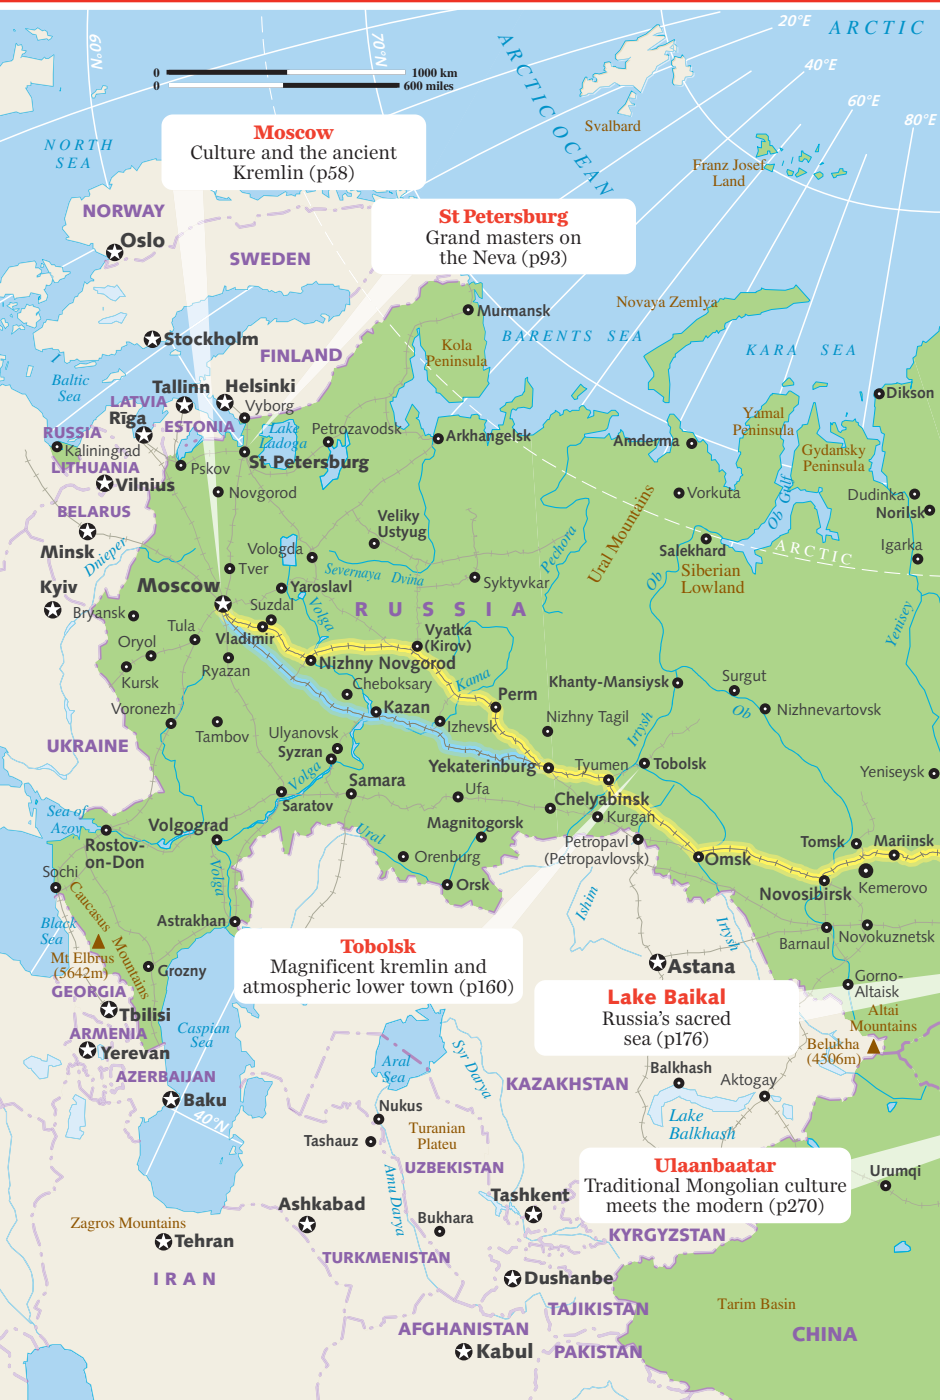 20°E
ARCTIC
60°N
70°N
40°E
0
1000 km
0
600 miles
60°E
80°E
ARCTIC OCEAN
Svalbard
NORTH
SEA
Moscow
Culture and the ancient
Kremlin (p58)
Franz Josef
Land
NORWAY
Oslo
St Petersburg
Grand masters on
the Neva (p93)
SWEDEN
Novaya Zemlya
Murmansk
BARENTS SEA
Stockholm
Kola
Peninsula
KARA SEA
FINLAND
Baltic
Sea
Tallinn
Helsinki
Dikson
LATVIA
Vyborg
Rīga
ESTONIA
Yamal
Peninsula
RUSSIA
Kaliningrad
Lake
Ladoga
Petrozavodsk
Arkhangelsk
Amderma
Gydansky
Peninsula
LITHUANIA
Pskov
St Petersburg
Vilnius
Novgorod
Vorkuta
Ob Gulf
Dudinka
Norilsk
BELARUS
Veliky
Ustyug
Ural Mountains
Minsk
Dnieper
Vologda
Pechora
Salekhard
ARCTIC
Igarka
Tver
Severnaya Dvina
Syktyvkar
Ob
Siberian
Lowland
Kyiv
Moscow
Yaroslavl
Bryansk
Suzdal
Volga
RUSSIA
Yenisey
Tula
Vladimir
Vyatka
(Kirov)
Oryol
Nizhny Novgorod
Kursk
Ryazan
Cheboksary
Kama
Khanty-Mansiysk
Surgut
Voronezh
Kazan
Perm
Ob
Nizhnevartovsk
Tambov
Izhevsk
Nizhny Tagil
Irtysh
UKRAINE
Ulyanovsk
Syzran
Yekaterinburg
Tyumen
Tobolsk
Yeniseysk
Volga
Samara
Ufa
Chelyabinsk
Saratov
Sea of
Azov
Kurgan
Volgograd
Magnitogorsk
Rostov-
on-Don
Ural
Petropavl
(Petropavlovsk)
Omsk
Tomsk
Mariinsk
Orenburg
Sochi
Volga
Orsk
Novosibirsk
Kemerovo
Caucasus Mountains
Astrakhan
Ishim
Irtysh
Black
Sea
Barnaul
Novokuznetsk
Mt Elbrus
(5642m)
Grozny
Tobolsk
Magnificent kremlin and
atmospheric lower town (p160)
Astana
Gorno-
Altaisk
GEORGIA
Tbilisi
Lake Baikal
Russia's sacred
sea (p176)
Altai
Mountains
ARMENIA
Yerevan
Caspian
Sea
Belukha
(4506m)
AZERBAIJAN
Aral
Sea
Syr Darya
KAZAKHSTAN
Balkhash
Aktogay
Baku
40°N
Nukus
Lake
Balkhash
Tashauz
Turanian
Plateu
UZBEKISTAN
Ulaanbaatar
Traditional Mongolian culture
meets the modern (p270)
Urumqi
Amu Darya
Ashkabad
Tashkent
Zagros Mountains
Bukhara
KYRGYZSTAN
Tehran
TURKMENISTAN
IRAN
Dushanbe
TAJIKISTAN
Tarim Basin
AFGHANISTAN
CHINA
Kabul
PAKISTAN